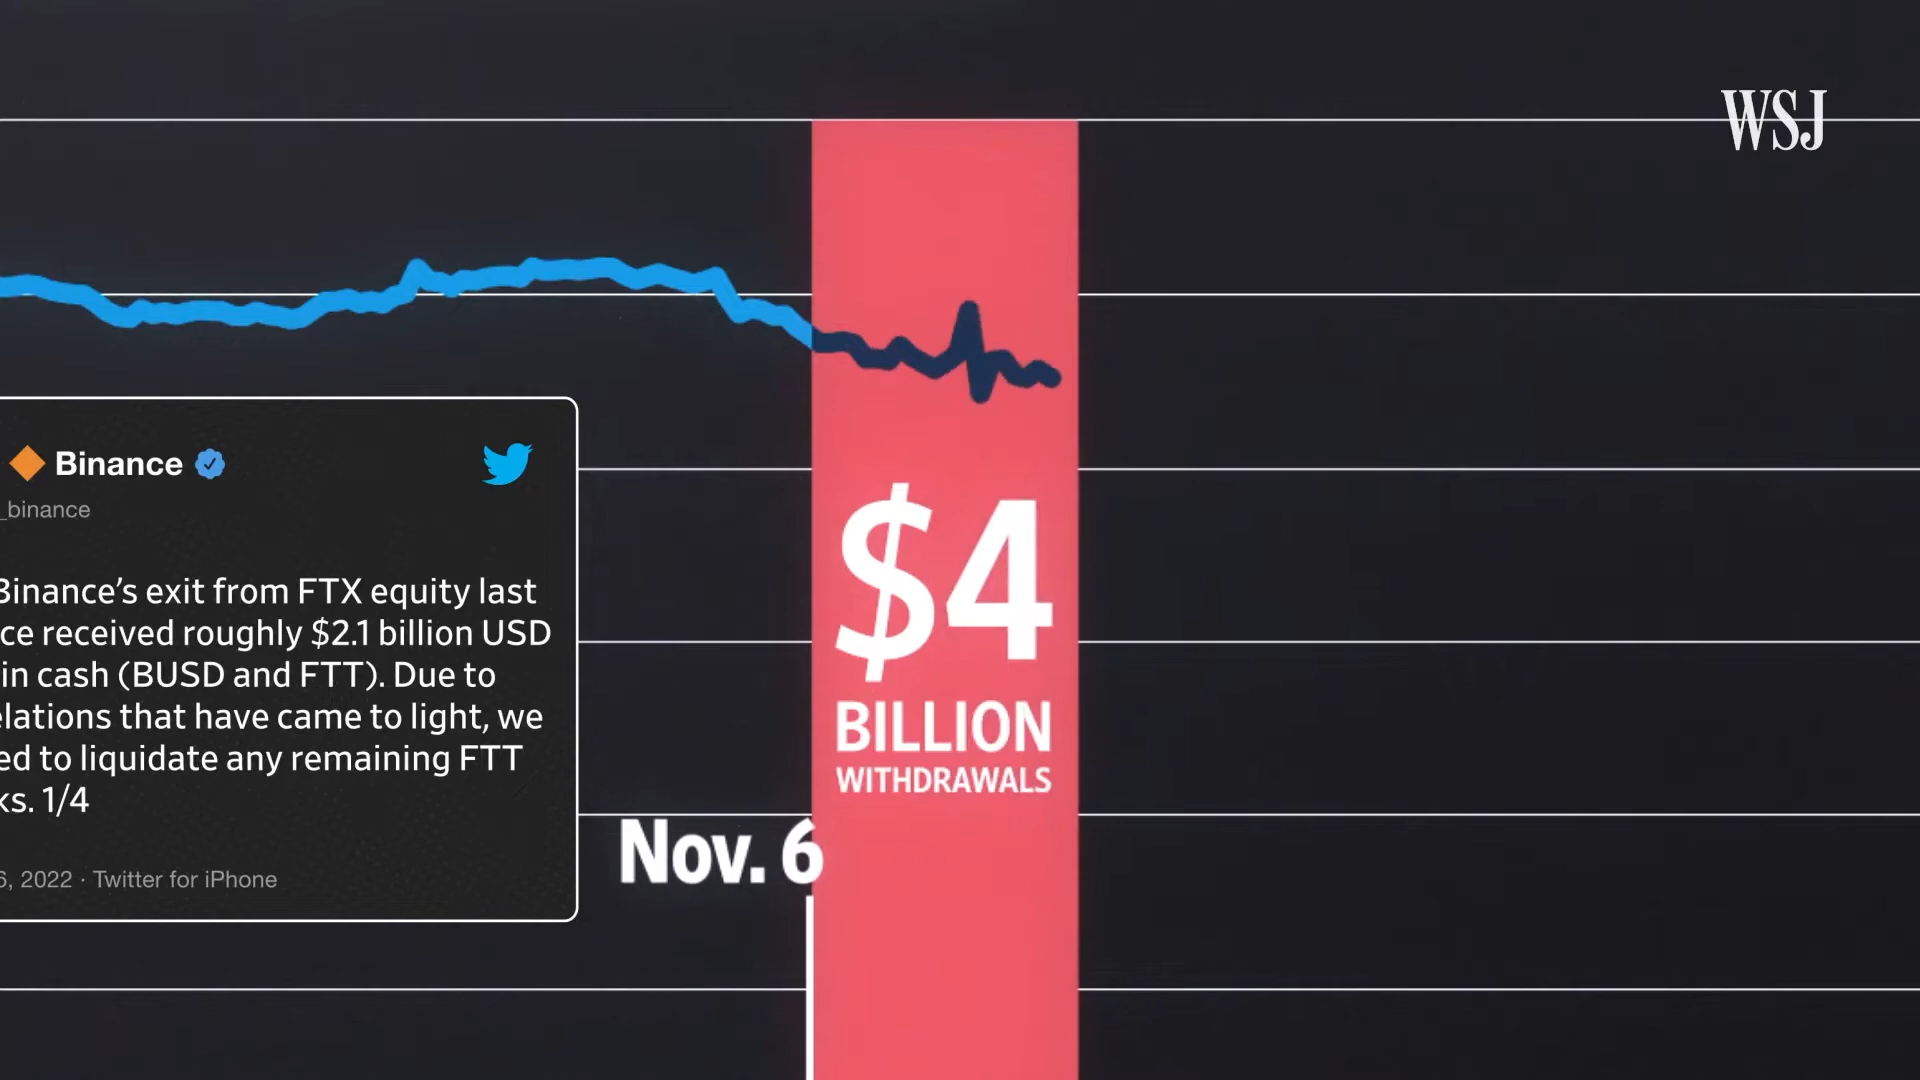 WSJ
Binance
_binance
Binance’s exit from FTX equity last
ce received roughly $2.1 billion USD
in cash (BUSD and FTT). Due to
elations that have came to light, we
ed to liquidate any remaining FTT
ks. 1/4
6, 2022 · Twitter for iPhone
$4
BILLION
WITHDRAWALS
Nov. 6